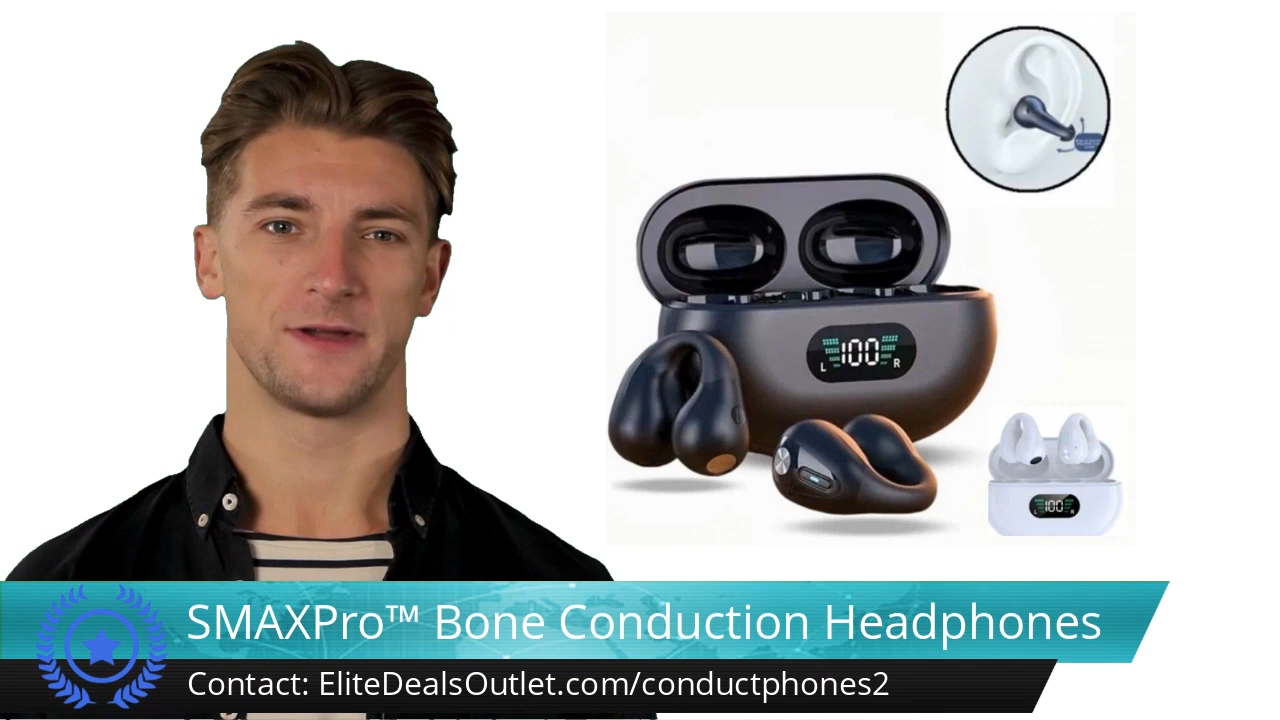 100
L R
100
L R
SMAXPro™ Bone Conduction Headphones
Contact: EliteDealsOutlet.com/conductphones2